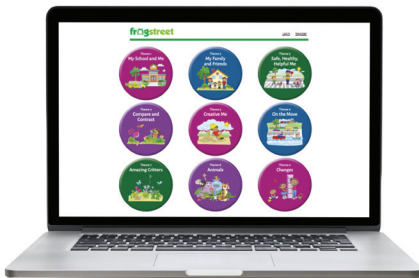 frogstreet
Theme 1
My School and Me
Theme 2
My Family
and Friends
Theme 3
Safe, Healthy,
Helpful Me
Theme 4
Compare and
Contrast
Theme 5
Creative Me
Theme 6
On the Move
Theme 7
Amazing Critters
Theme 8
Animals
Theme 9
Changes